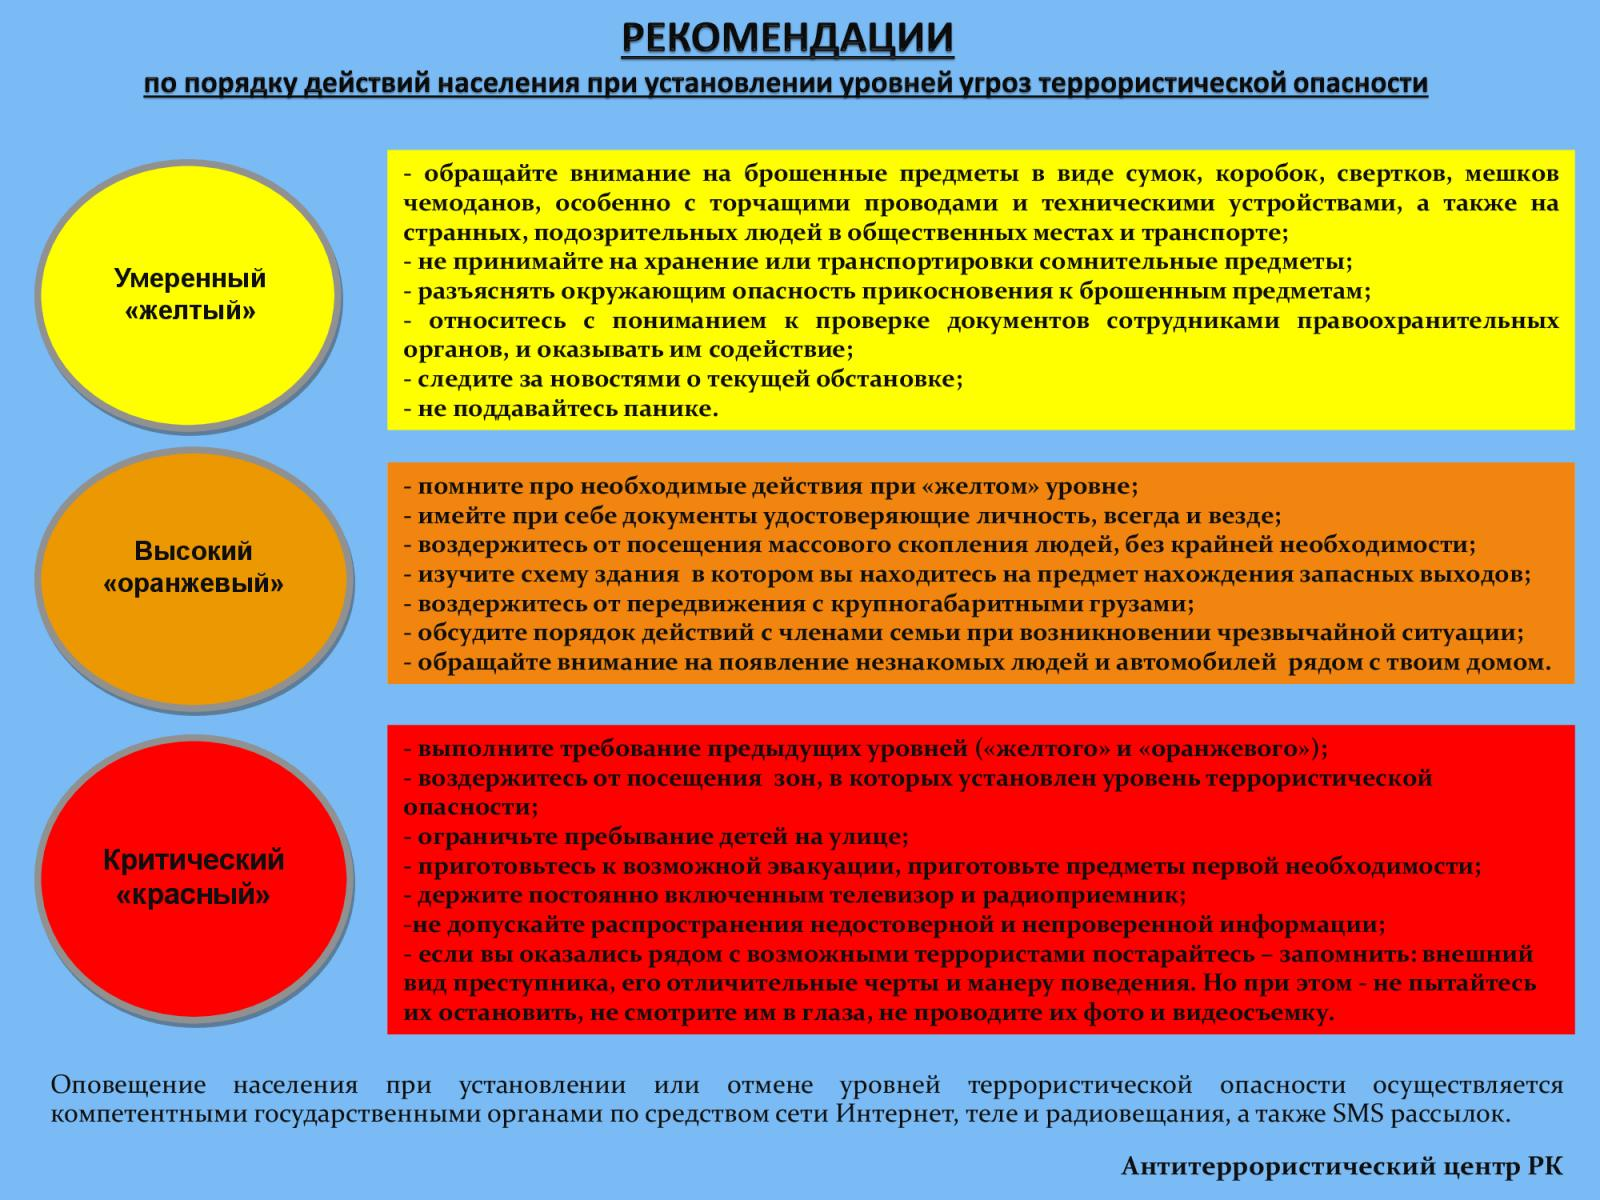 РЕКОМЕНДАЦИИ
по порядку действий населения при установлении уровней угроз террористической опасности
Умеренный
«желтый»
- обращайте внимание на брошенные предметы в виде сумок, коробок, свертков, мешков
чемоданов, особенно с торчащими проводами и техническими устройствами, а также на
странных, подозрительных людей в общественных местах и транспорте;
- не принимайте на хранение или транспортировки сомнительные предметы;
- разъяснять окружающим опасность прикосновения к брошенным предметам;
- относитесь с пониманием к проверке документов сотрудниками правоохранительных
органов, и оказывать им содействие;
- следите за новостями о текущей обстановке;
- не поддавайтесь панике.
Высокий
«оранжевый»
- помните про необходимые действия при «желтом» уровне;
- имейте при себе документы удостоверяющие личность, всегда и везде;
- воздержитесь от посещения массового скопления людей, без крайней необходимости;
- изучите схему здания в котором вы находитесь на предмет нахождения запасных выходов;
- воздержитесь от передвижения с крупногабаритными грузами;
- обсудите порядок действий с членами семьи при возникновении чрезвычайной ситуации;
- обращайте внимание на появление незнакомых людей и автомобилей рядом с твоим домом.
Критический
«красный»
- выполните требование предыдущих уровней («желтого» и «оранжевого»);
- воздержитесь от посещения зон, в которых установлен уровень террористической
опасности;
- ограничьте пребывание детей на улице;
- приготовьтесь к возможной эвакуации, приготовьте предметы первой необходимости;
- держите постоянно включенным телевизор и радиоприемник;
-не допускайте распространения недостоверной и непроверенной информации;
- если вы оказались рядом с возможными террористами постарайтесь – запомнить: внешний
вид преступника, его отличительные черты и манеру поведения. Но при этом - не пытайтесь
их остановить, не смотрите им в глаза, не проводите их фото и видеосъемку.
Оповещение населения при установлении или отмене уровней террористической опасности осуществляется
компетентными государственными органами по средством сети Интернет, теле и радиовещания, а также SMS рассылок.
Антитеррористический центр РК